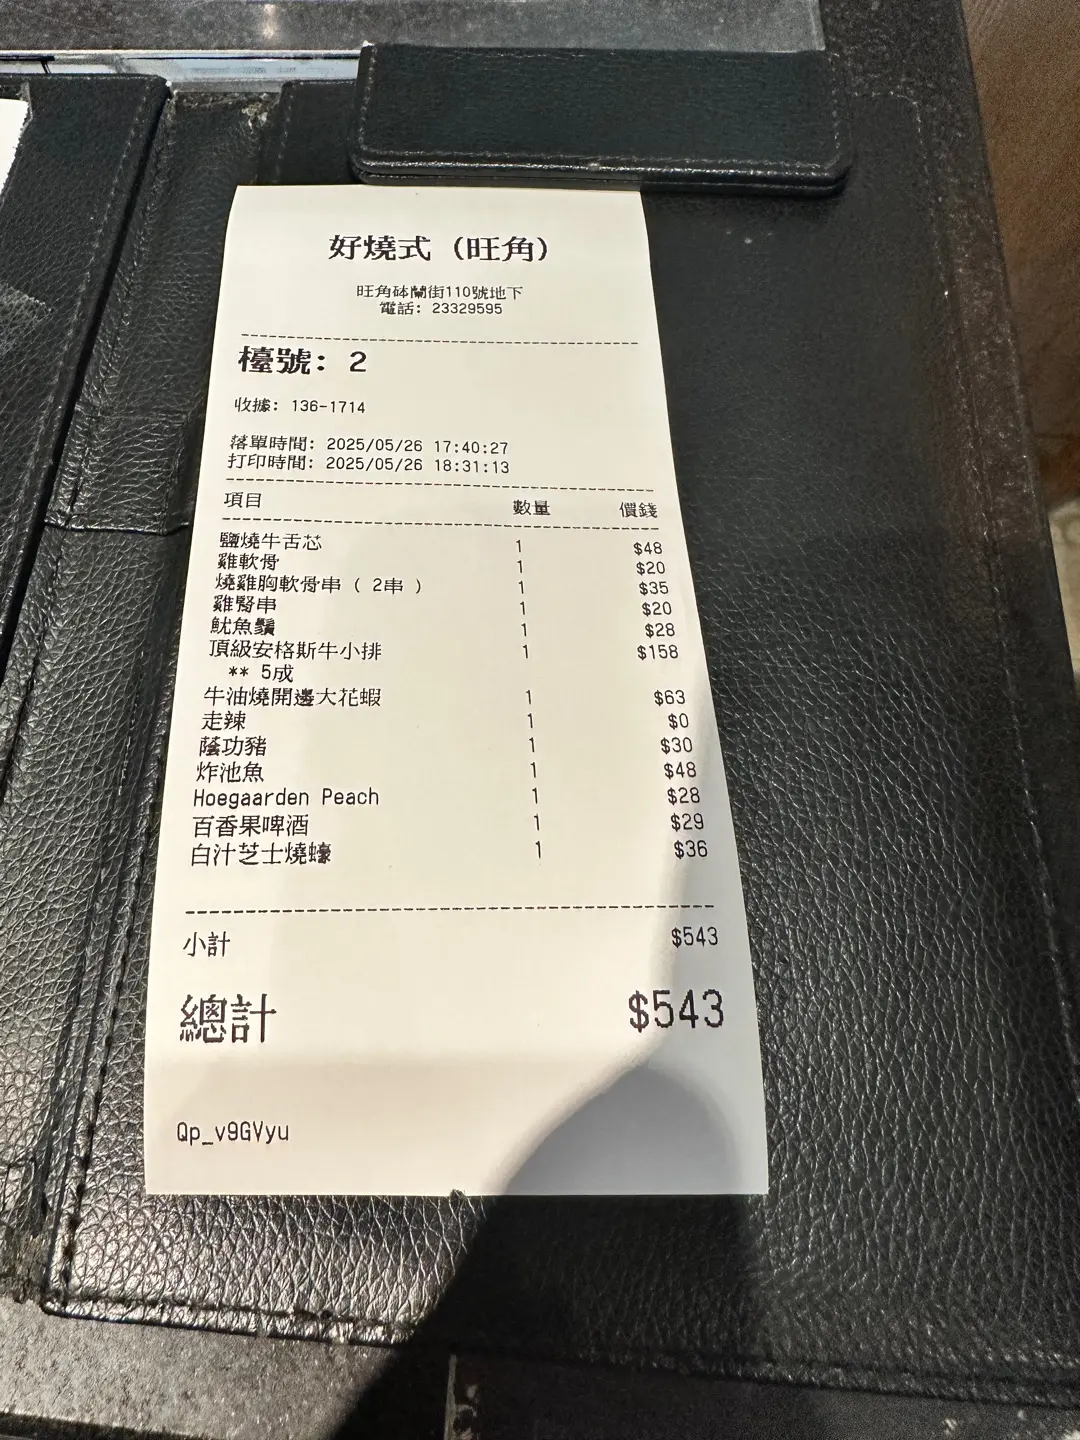 好燒式 (旺角)
旺角砵蘭街110號地下
電話: 23329595
檯號: 2
收據: 136-1714
落單時間: 2025/05/26 17:40:27
打印時間: 2025/05/26 18:31:13
項目 數量 價錢
鹽燒牛舌芯 1 $48
雞軟骨 1 $20
燒雞胸軟骨串 ( 2串 ) 1 $35
雞腎串 1 $20
魷魚鬚 1 $28
頂級安格斯牛小排 1 $158
** 5成
牛油燒開邊大花蝦 1 $63
走辣 1 $0
蔭功豬 1 $30
炸池魚 1 $48
Hoegaarden Peach 1 $28
百香果啤酒 1 $29
白汁芝士燒蠔 1 $36
小計 $543
總計 $543
Qp_v9GVyu